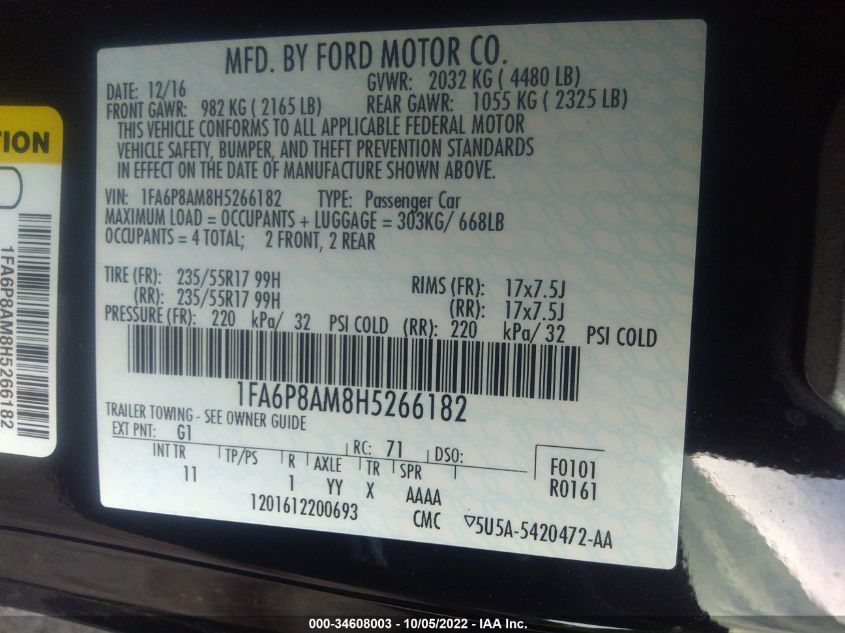 MFD. BY FORD MOTOR CO.
DATE: 12/16 GVWR: 2032 KG ( 4480 LB)
FRONT GAWR: 982 KG ( 2165 LB) REAR GAWR: 1055 KG ( 2325 LB)
THIS VEHICLE CONFORMS TO ALL APPLICABLE FEDERAL MOTOR
VEHICLE SAFETY, BUMPER, AND THEFT PREVENTION STANDARDS
IN EFFECT ON THE DATE OF MANUFACTURE SHOWN ABOVE.
VIN: 1FA6P8AM8H5266182 TYPE: Passenger Car
MAXIMUM LOAD = OCCUPANTS + LUGGAGE = 303KG/ 668LB
OCCUPANTS = 4 TOTAL; 2 FRONT, 2 REAR
TIRE (FR): 235/55R17 99H RIMS (FR): 17x7.5J
(RR): 235/55R17 99H (RR): 17x7.5J
PRESSURE (FR): 220 kPa/ 32 PSI COLD (RR): 220 kPa/ 32 PSI COLD
1FA6P8AM8H5266182
TRAILER TOWING - SEE OWNER GUIDE
EXT PNT: G1 RC: 71 DSO:
INT TR TP/PS R AXLE TR SPR
11 1 YY X AAAA
F0101
R0161
1201612200693 CMC ▽5U5A-5420472-AA
TION
1FA6P8AM8H5266182
000-34608003 - 10/05/2022 - IAA Inc.